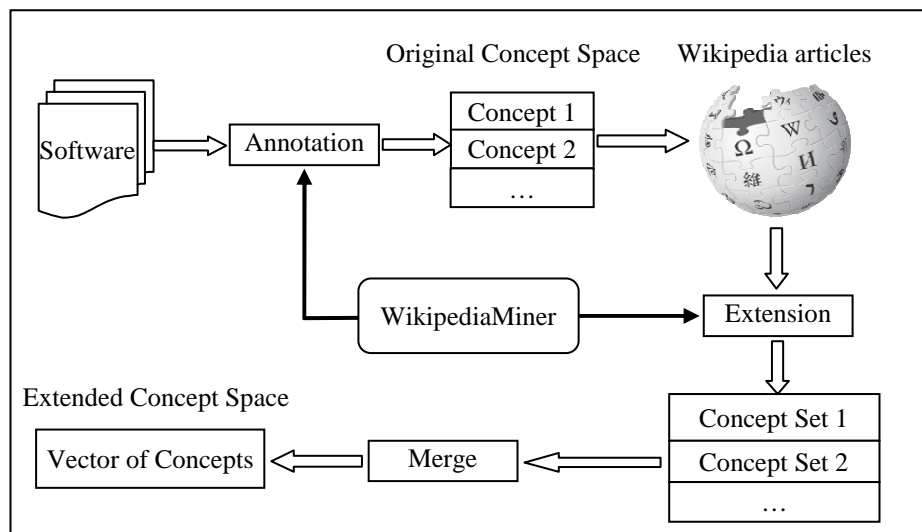 Original Concept Space
Wikipedia articles
Software
Annotation
Concept 1
Concept 2
…
Ω
W
И
維
WikipediaMiner
Extension
Extended Concept Space
Vector of Concepts
Merge
Concept Set 1
Concept Set 2
…